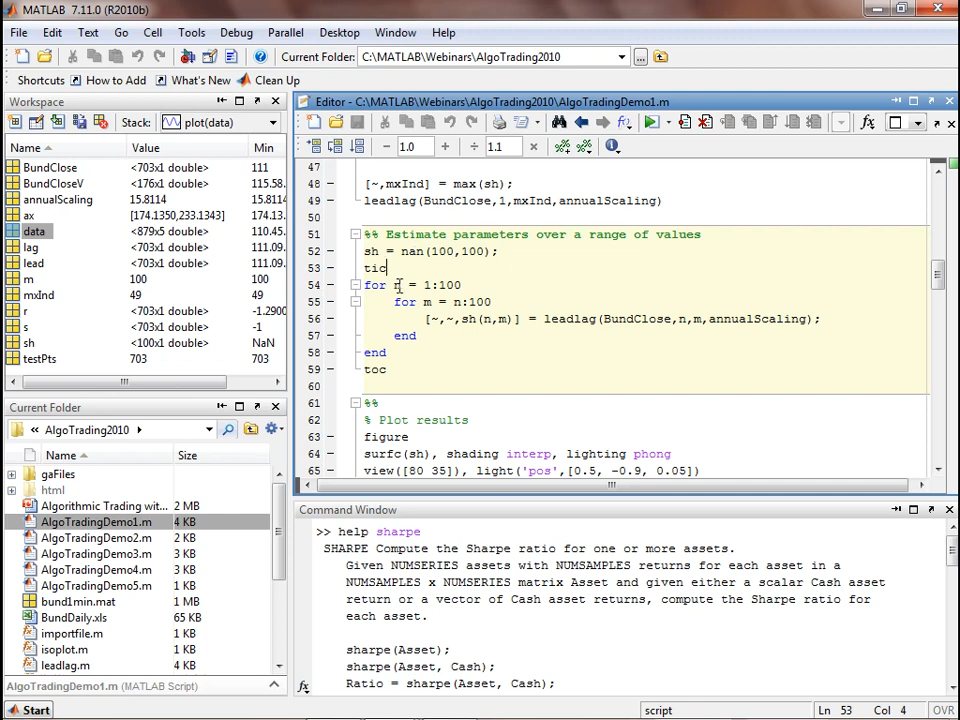 MATLAB 7.11.0 (R2010b)
File Edit Text Go Cell Tools Debug Parallel Desktop Window Help
Current Folder: C:\MATLAB\Webinars\AlgoTrading2010 ...
Shortcuts How to Add What's New Clean Up
Workspace
Stack: plot(data)
Name Value Min
BundClose <703x1 double> 111
BundCloseV <176x1 double> 115.58.
annualScaling 15.8114 15.8114
ax [174.1350,233.1343] 174.13.
data <879x5 double> 110.45.
lag <703x1 double> 111.09.
lead <703x1 double> 111.09.
m 100 100
mxInd 49 49
r <703x1 double> -1.2900
s <703x1 double> -1
sh <100x1 double> NaN
testPts 703 703
Current Folder
« AlgoTrading2010
Name Size
gaFiles
html
Algorithmic Trading wit... 2 MB
AlgoTradingDemo1.m 4 KB
AlgoTradingDemo2.m 3 KB
AlgoTradingDemo3.m 3 KB
AlgoTradingDemo4.m 3 KB
AlgoTradingDemo5.m 1 KB
bund1min.mat 1 MB
BundDaily.xls 65 KB
importfile.m 1 KB
isoplot.m 1 KB
leadlag.m 4 KB
AlgoTradingDemo1.m (MATLAB Script)
Editor - C:\MATLAB\Webinars\AlgoTrading2010\AlgoTradingDemo1.m
1.0 1.1
47
48 [~,mxInd] = max(sh);
49 leadlag(BundClose,1,mxInd,annualScaling)
50
51 %% Estimate parameters over a range of values
52 sh = nan(100,100);
53 tic
54 for n = 1:100
55 for m = n:100
56 [~,~,sh(n,m)] = leadlag(BundClose,n,m,annualScaling);
57 end
58 end
59 toc
60
61 %%
62 % Plot results
63 figure
64 surfc(sh), shading interp, lighting phong
65 view([80 35]), light('pos',[0.5, -0.9, 0.05])
Command Window
>> help sharpe
SHARPE Compute the Sharpe ratio for one or more assets.
Given NUMSERIES assets with NUMSAMPLES returns for each asset in a
NUMSAMPLES x NUMSERIES matrix Asset and given either a scalar Cash asset
return or a vector of Cash asset returns, compute the Sharpe ratio for
each asset.
sharpe(Asset);
sharpe(Asset, Cash);
Ratio = sharpe(Asset, Cash);
Start script Ln 53 Col 4 OVR